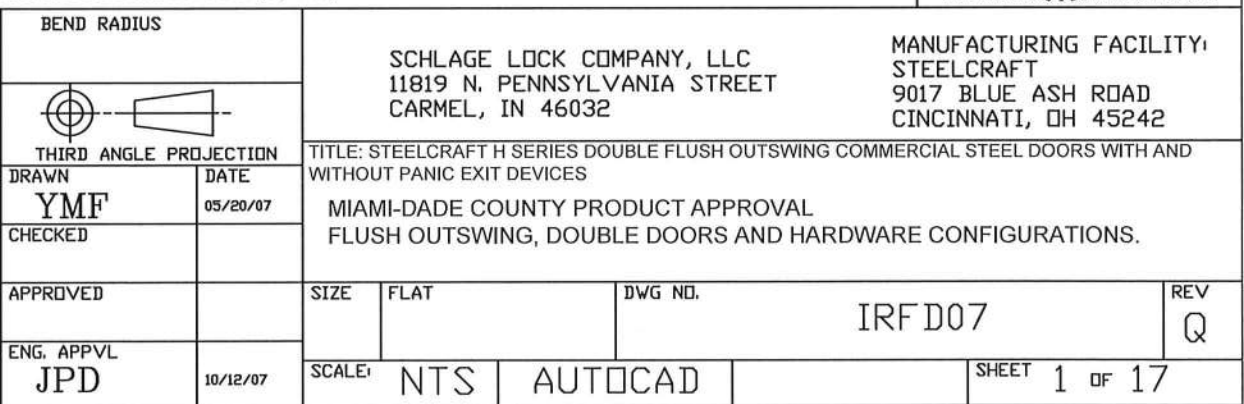 BEND RADIUS
THIRD ANGLE PROJECTION
SCHLAGE LOCK COMPANY, LLC
11819 N. PENNSYLVANIA STREET
CARMEL, IN 46032
MANUFACTURING FACILITY:
STEELCRAFT
9017 BLUE ASH ROAD
CINCINNATI, OH 45242
TITLE: STEELCRAFT H SERIES DOUBLE FLUSH OUTSWING COMMERCIAL STEEL DOORS WITH AND
WITHOUT PANIC EXIT DEVICES
MIAMI-DADE COUNTY PRODUCT APPROVAL
FLUSH OUTSWING, DOUBLE DOORS AND HARDWARE CONFIGURATIONS.
DRAWN
YMF
DATE
05/20/07
CHECKED
APPROVED
ENG. APPVL
JPD
10/12/07
SIZE
FLAT
DWG NO.
IRFD07
REV
Q
SCALE:
NTS
AUTOCAD
SHEET 1 OF 17